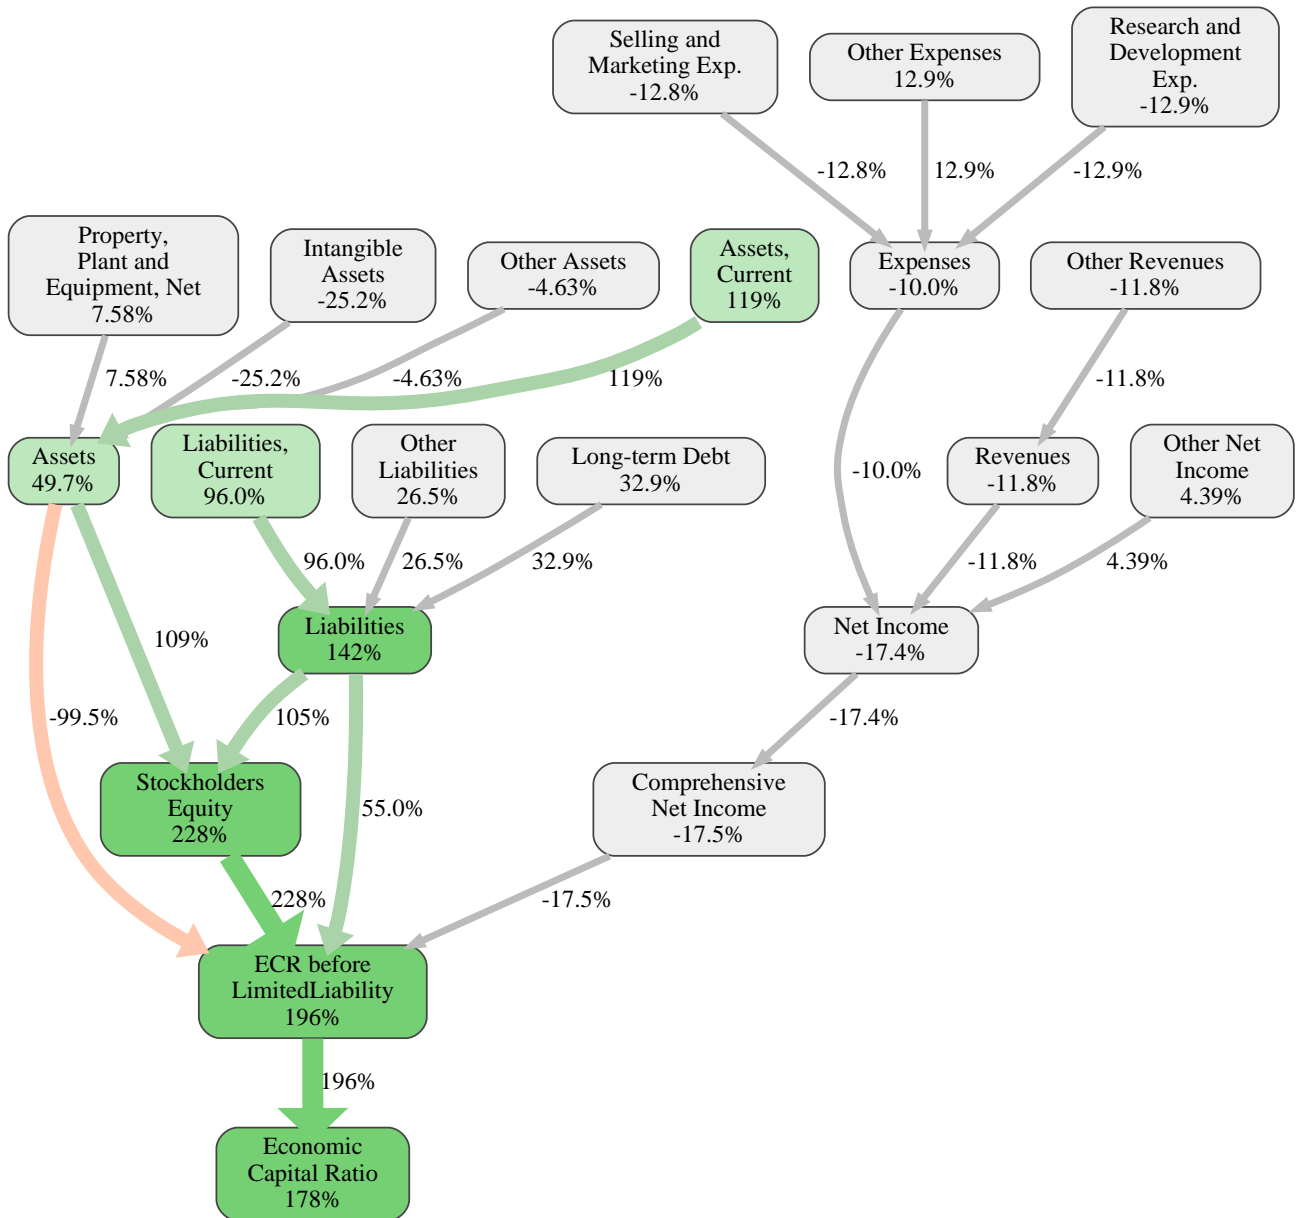 Selling and
Marketing Exp.
-12.8%
Other Expenses
12.9%
Research and
Development
Exp.
-12.9%
-12.8%
12.9%
-12.9%
Property,
Plant and
Equipment, Net
7.58%
Intangible
Assets
-25.2%
Other Assets
-4.63%
Assets,
Current
119%
Expenses
-10.0%
Other Revenues
-11.8%
7.58%
-25.2%
-4.63%
119%
-11.8%
Assets
49.7%
Liabilities,
Current
96.0%
Other
Liabilities
26.5%
Long-term Debt
32.9%
-10.0%
Revenues
-11.8%
Other Net
Income
4.39%
96.0%
26.5%
32.9%
-11.8%
4.39%
109%
Liabilities
142%
Net Income
-17.4%
-99.5%
105%
-17.4%
Stockholders
Equity
228%
55.0%
Comprehensive
Net Income
-17.5%
228%
-17.5%
ECR before
LimitedLiability
196%
196%
Economic
Capital Ratio
178%